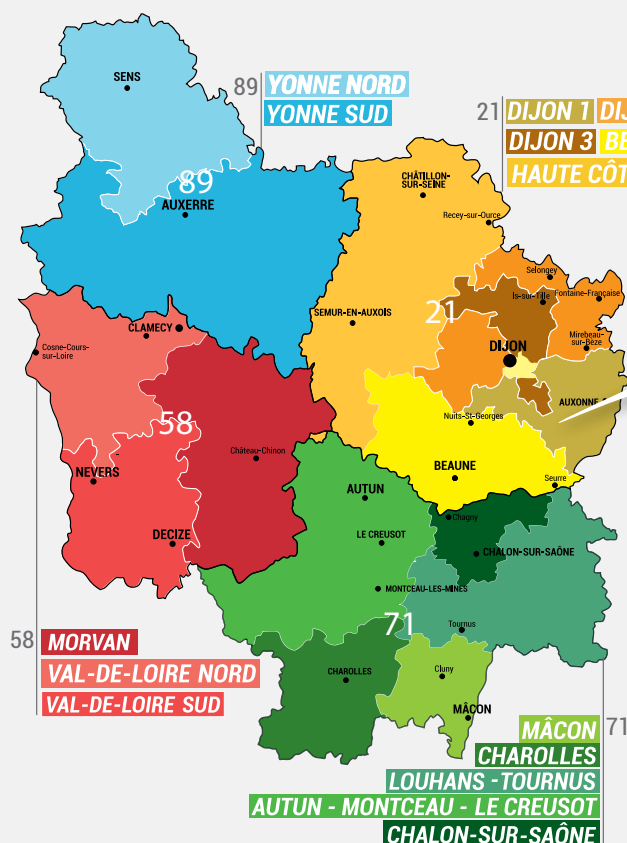 SENS
89
YONNE NORD
YONNE SUD
21
DIJON 1
DIJON 3
HAUTE CÔT
89
AUXERRE
CHÂTILLON-
SUR-SEINE
Recey-sur-Ource
Selongey
Is-sur-Tille
Fontaine-Française
SEMUR-EN-AUXOIS
21
CLAMECY
Cosne-Cours-
sur-Loire
DIJON
Mirebeau-
sur-Bèze
AUXONNE
Nuits-St-Georges
58
Château-Chinon
BEAUNE
Seurre
NEVERS
AUTUN
Chagny
DECIZE
LE CREUSOT
CHALON-SUR-SAÔNE
MONTCEAU-LES-MINES
71
Tournus
58
MORVAN
VAL-DE-LOIRE NORD
VAL-DE-LOIRE SUD
CHAROLLES
Cluny
MÂCON
71
MÂCON
CHAROLLES
LOUHANS -TOURNUS
AUTUN - MONTCEAU - LE CREUSOT
CHALON-SUR-SAÔNE